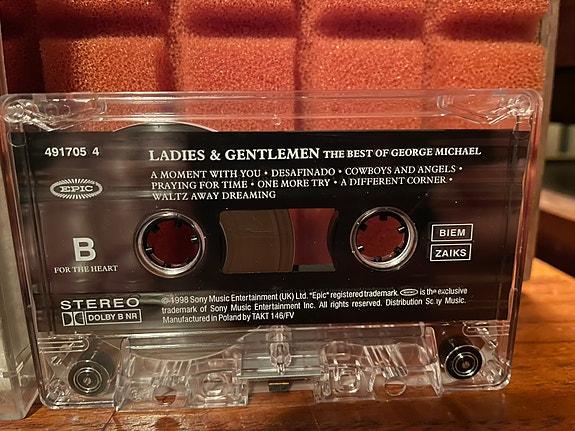 491705 4
LADIES & GENTLEMEN THE BEST OF GEORGE MICHAEL
A MOMENT WITH YOU • DESAFINADO • COWBOYS AND ANGELS •
PRAYING FOR TIME • ONE MORE TRY • A DIFFERENT CORNER •
WALTZ AWAY DREAMING
EPIC
B
FOR THE HEART
BIEM
ZAIKS
STEREO
DOLBY B NR
℗1998 Sony Music Entertainment (UK) Ltd. "Epic" registered trademark. EPIC is the exclusive
trademark of Sony Music Entertainment Inc. All rights reserved. Distribution Music.
Manufactured in Poland by TAKT 146/FV